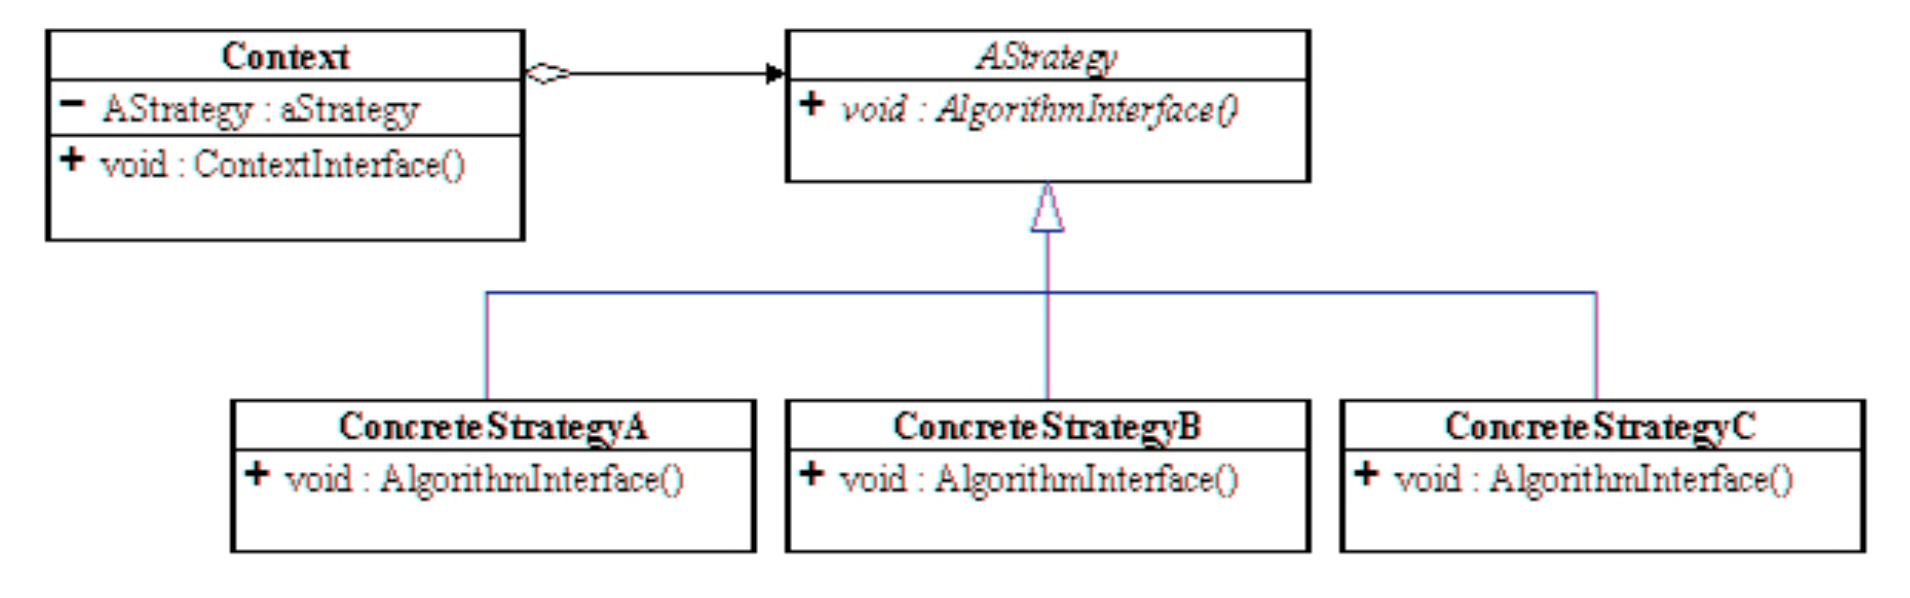 Context
- AStrategy : aStrategy
+ void : ContextInterface()
AStrategy
+ void : AlgorithmInterface()
ConcreteStrategyA
+ void : AlgorithmInterface()
ConcreteStrategyB
+ void : AlgorithmInterface()
ConcreteStrategyC
+ void : AlgorithmInterface()